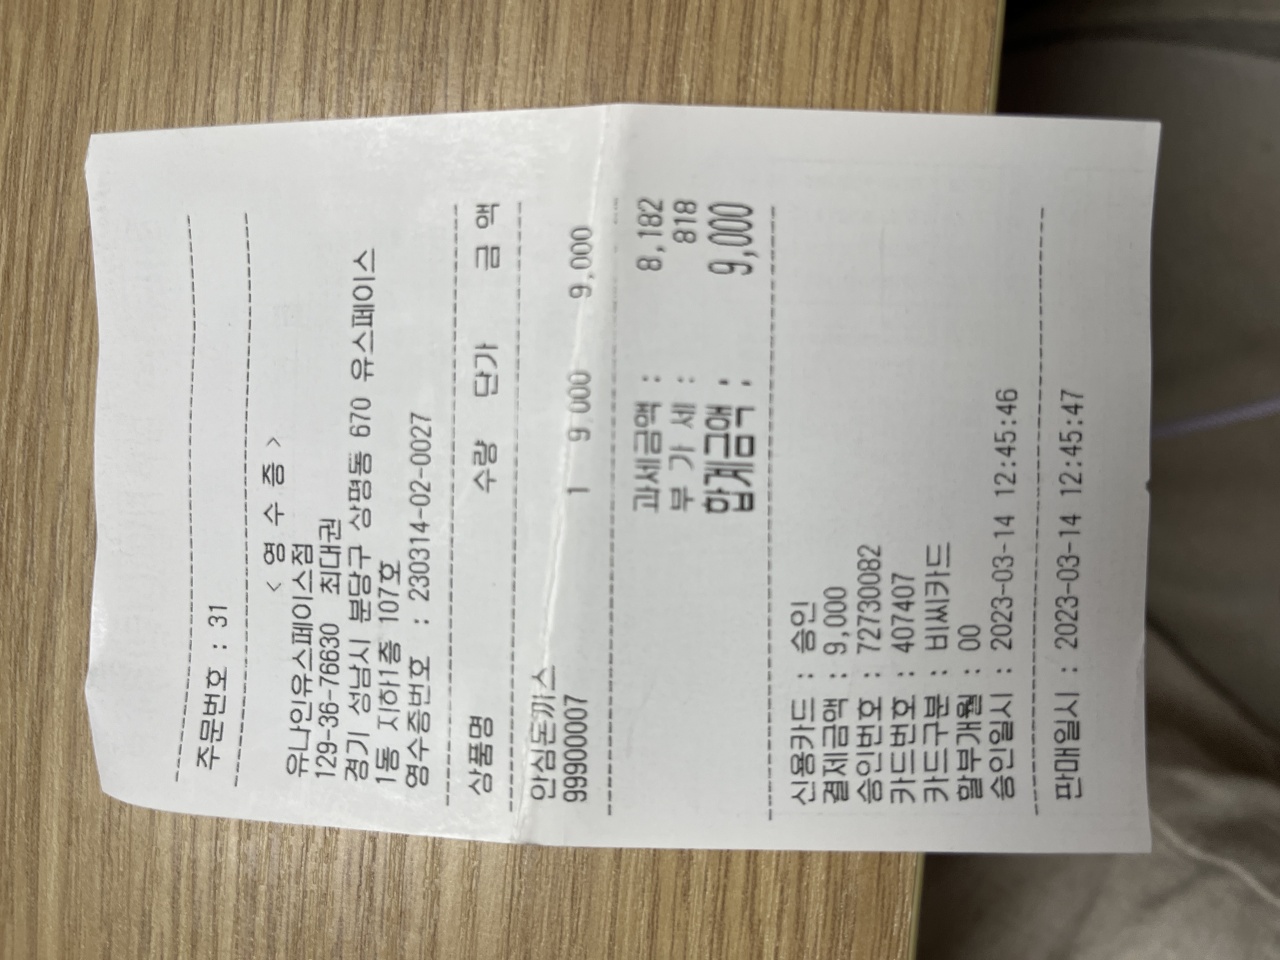 주문번호 : 31
< 영 수 증 >
유나인유스페이스점
129-36-76630 최대권
경기 성남시 분당구 삼평동 670 유스페이스
1동 지하1층 107호
영수증번호 : 230314-02-0027
상품명 수량 단가 금 액
안심돈까스
99900007 1 9,000 9,000
과세금액 : 8,182
부 가 세 : 818
합계금액 : 9,000
신용카드 : 승인
결제금액 : 9,000
승인번호 : 72730082
카드번호 : 407407
카드구분 : 비씨카드
할부개월 : 00
승인일시 : 2023-03-14 12:45:46
판매일시 : 2023-03-14 12:45:47